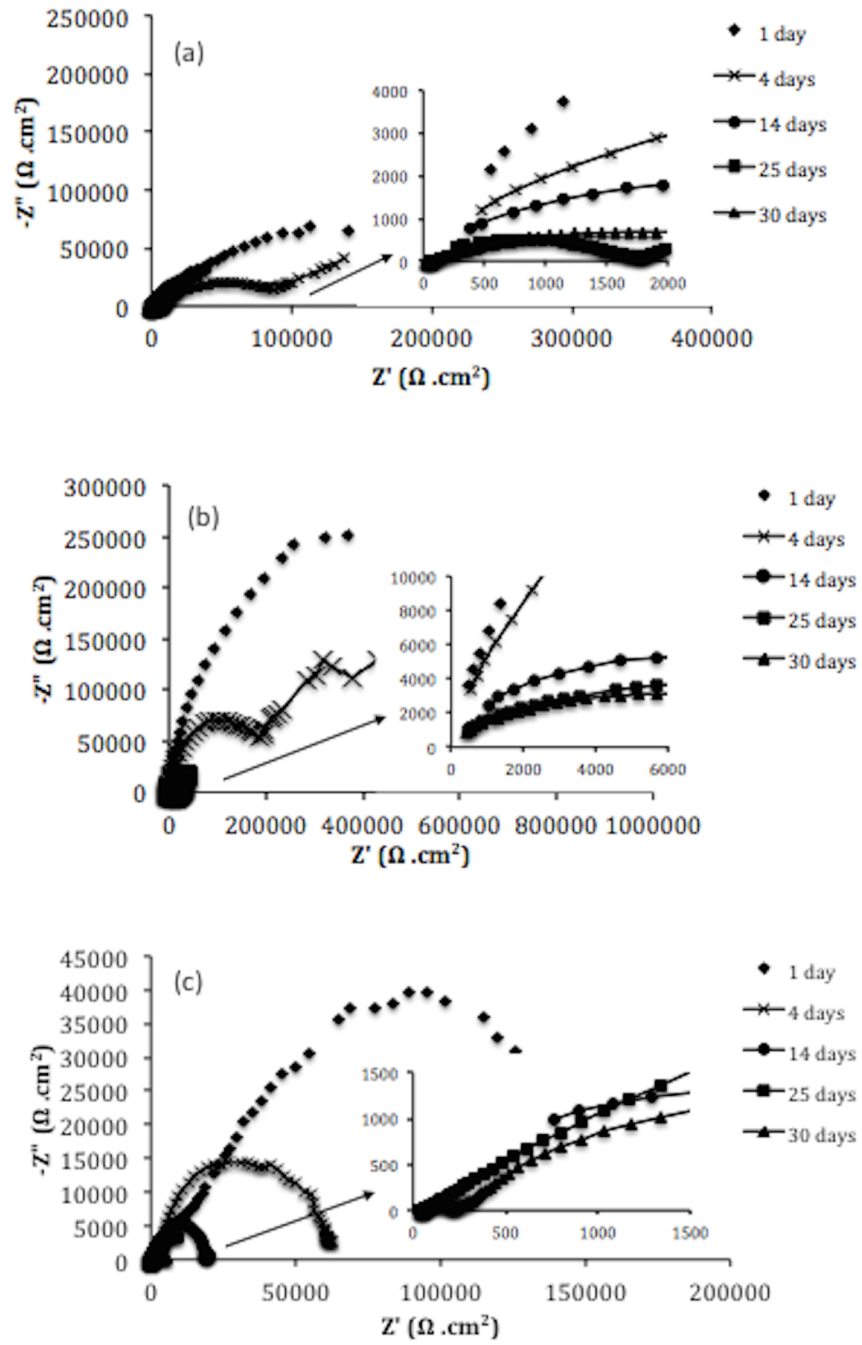 250000
(a)
200000
150000
100000
50000
0
-Z" (Ω .cm²)
0
100000
200000
300000
400000
Z' (Ω .cm²)
4000
3000
2000
1000
0
0
500
1000
1500
2000
1 day
4 days
14 days
25 days
30 days
300000
(b)
250000
200000
150000
100000
50000
0
-Z" (Ω .cm²)
0
200000
400000
600000
800000
1000000
Z' (Ω .cm²)
10000
8000
6000
4000
2000
0
0
2000
4000
6000
1 day
4 days
14 days
25 days
30 days
45000
(c)
40000
35000
30000
25000
20000
15000
10000
5000
0
-Z" (Ω .cm²)
0
50000
100000
150000
200000
Z' (Ω .cm²)
1500
1000
500
0
0
500
1000
1500
1 day
4 days
14 days
25 days
30 days